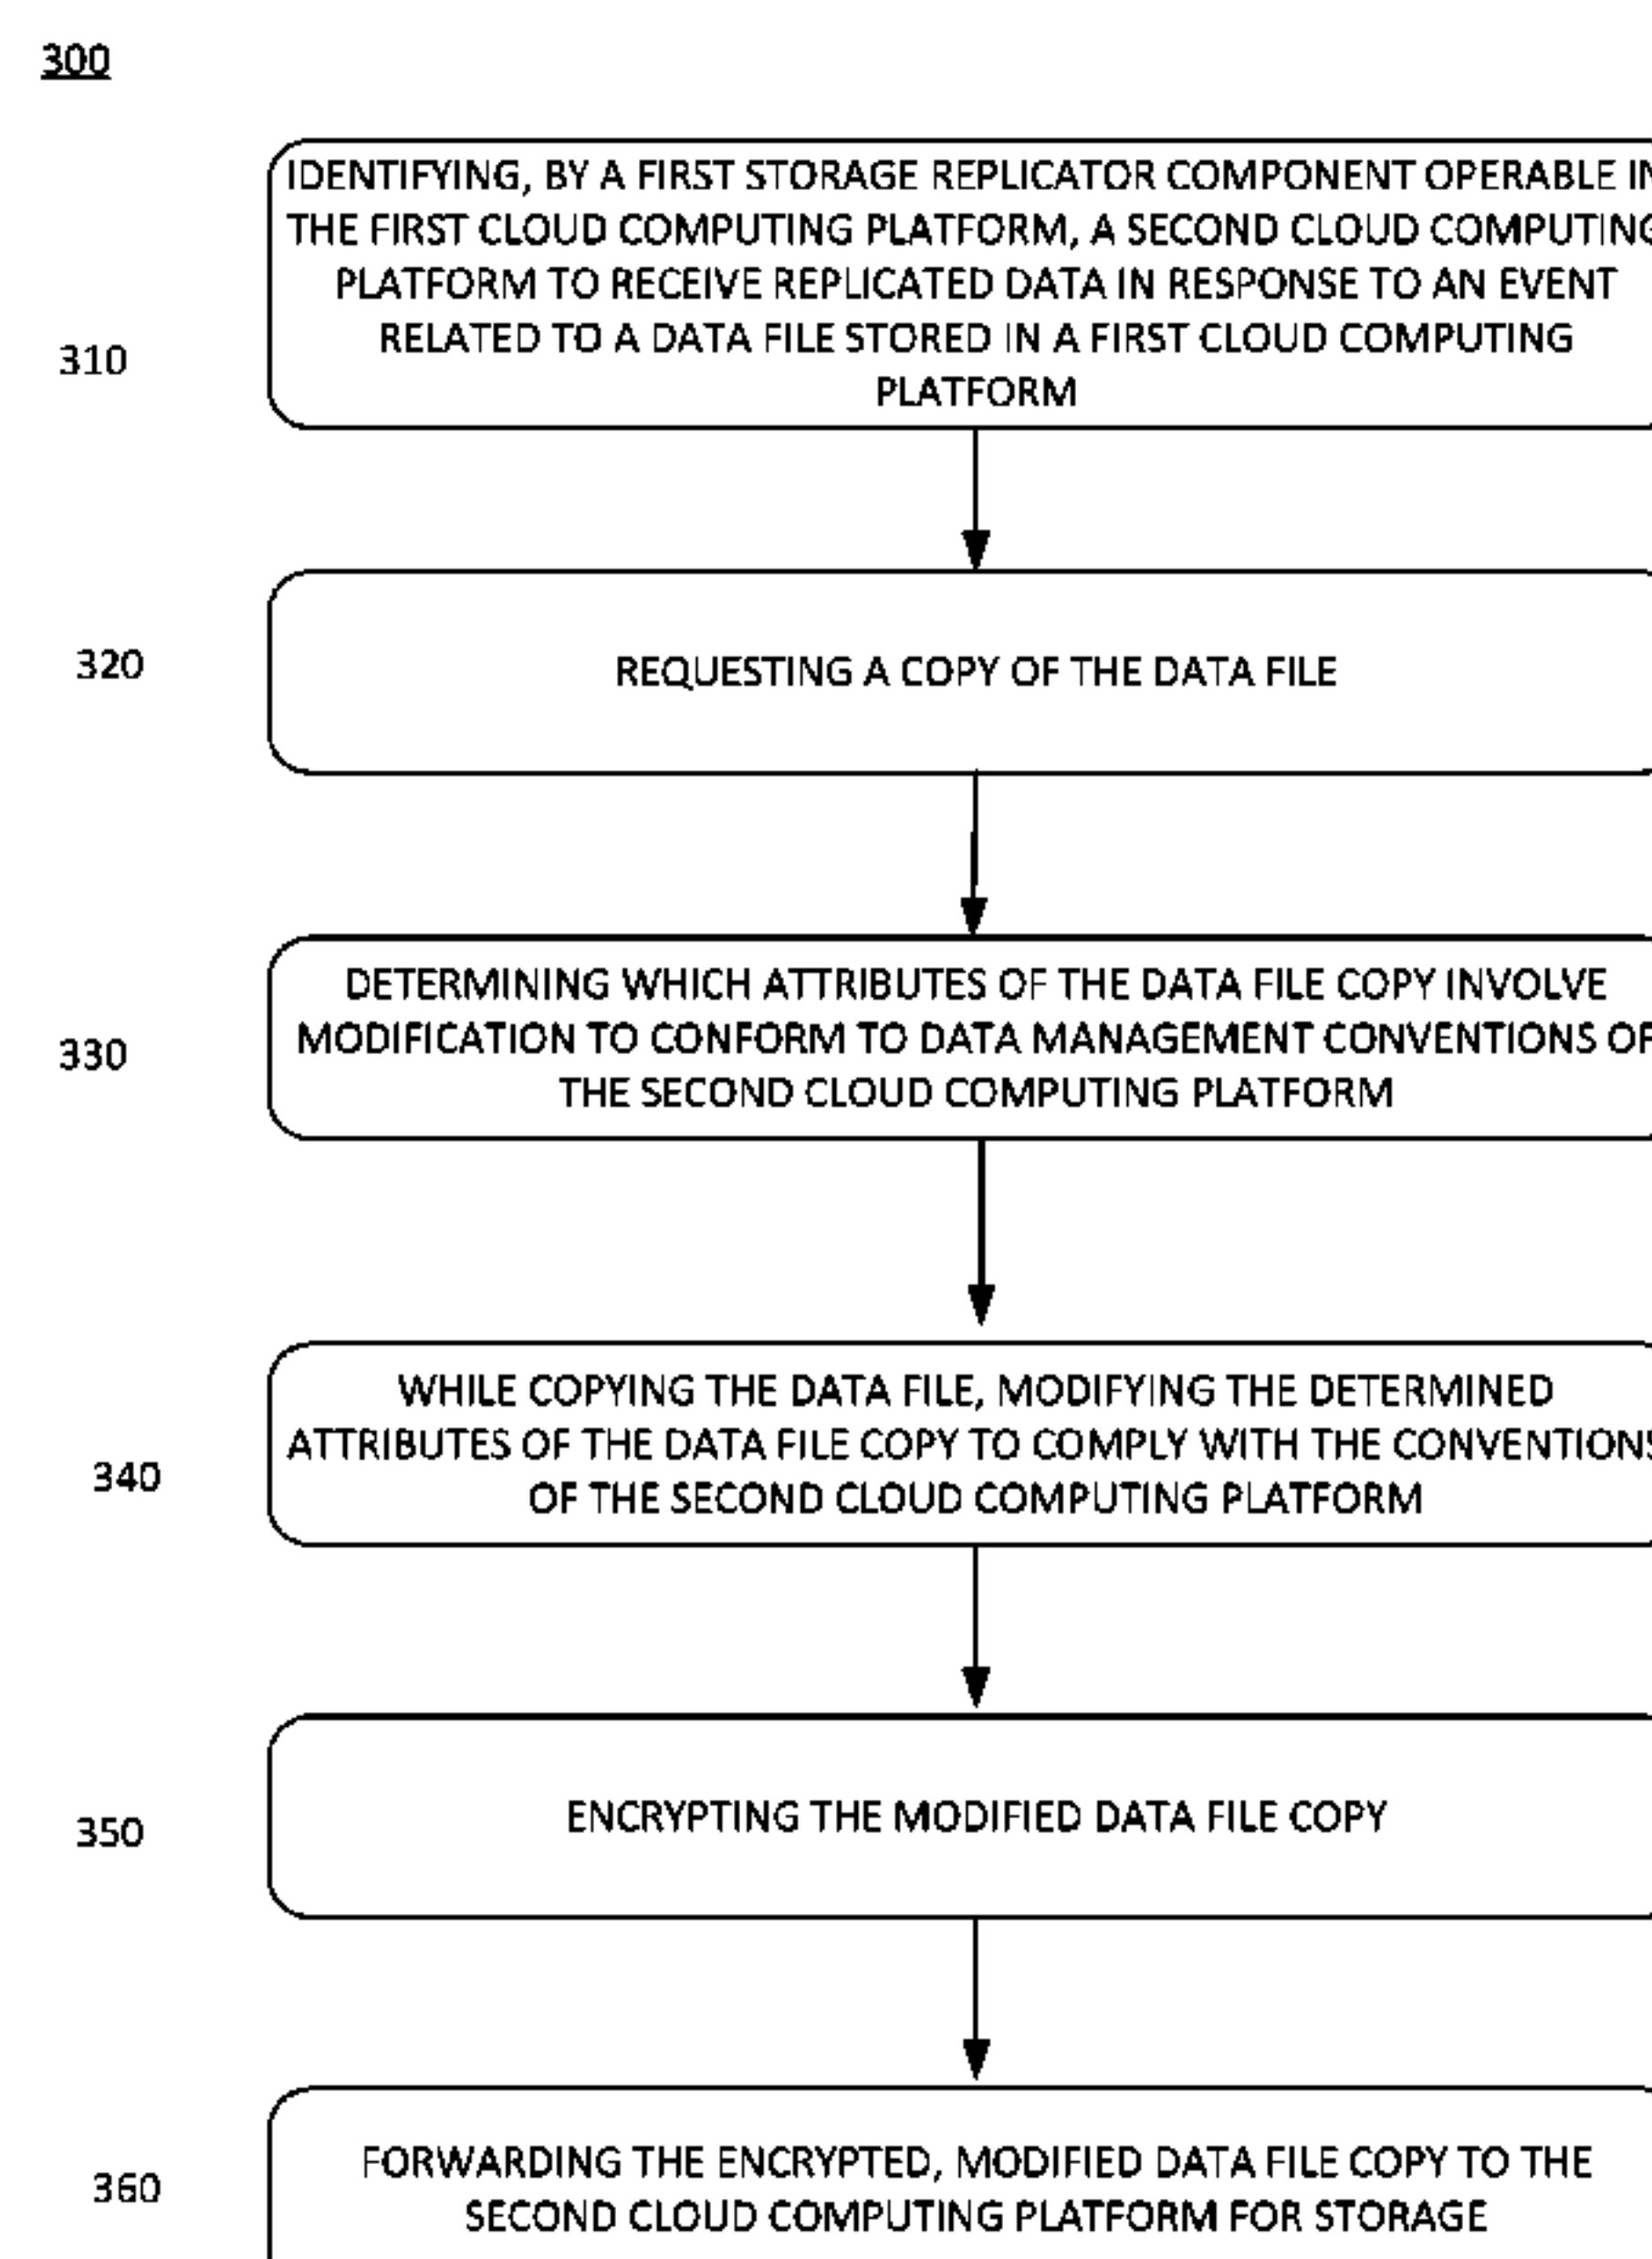 300
IDENTIFYING, BY A FIRST STORAGE REPLICATOR COMPONENT OPERABLE IN
THE FIRST CLOUD COMPUTING PLATFORM, A SECOND CLOUD COMPUTING
PLATFORM TO RECEIVE REPLICATED DATA IN RESPONSE TO AN EVENT
RELATED TO A DATA FILE STORED IN A FIRST CLOUD COMPUTING
PLATFORM
310
320
REQUESTING A COPY OF THE DATA FILE
DETERMINING WHICH ATTRIBUTES OF THE DATA FILE COPY INVOLVE
MODIFICATION TO CONFORM TO DATA MANAGEMENT CONVENTIONS OF
THE SECOND CLOUD COMPUTING PLATFORM
330
WHILE COPYING THE DATA FILE, MODIFYING THE DETERMINED
ATTRIBUTES OF THE DATA FILE COPY TO COMPLY WITH THE CONVENTIONS
OF THE SECOND CLOUD COMPUTING PLATFORM
340
350
ENCRYPTING THE MODIFIED DATA FILE COPY
360
FORWARDING THE ENCRYPTED, MODIFIED DATA FILE COPY TO THE
SECOND CLOUD COMPUTING PLATFORM FOR STORAGE